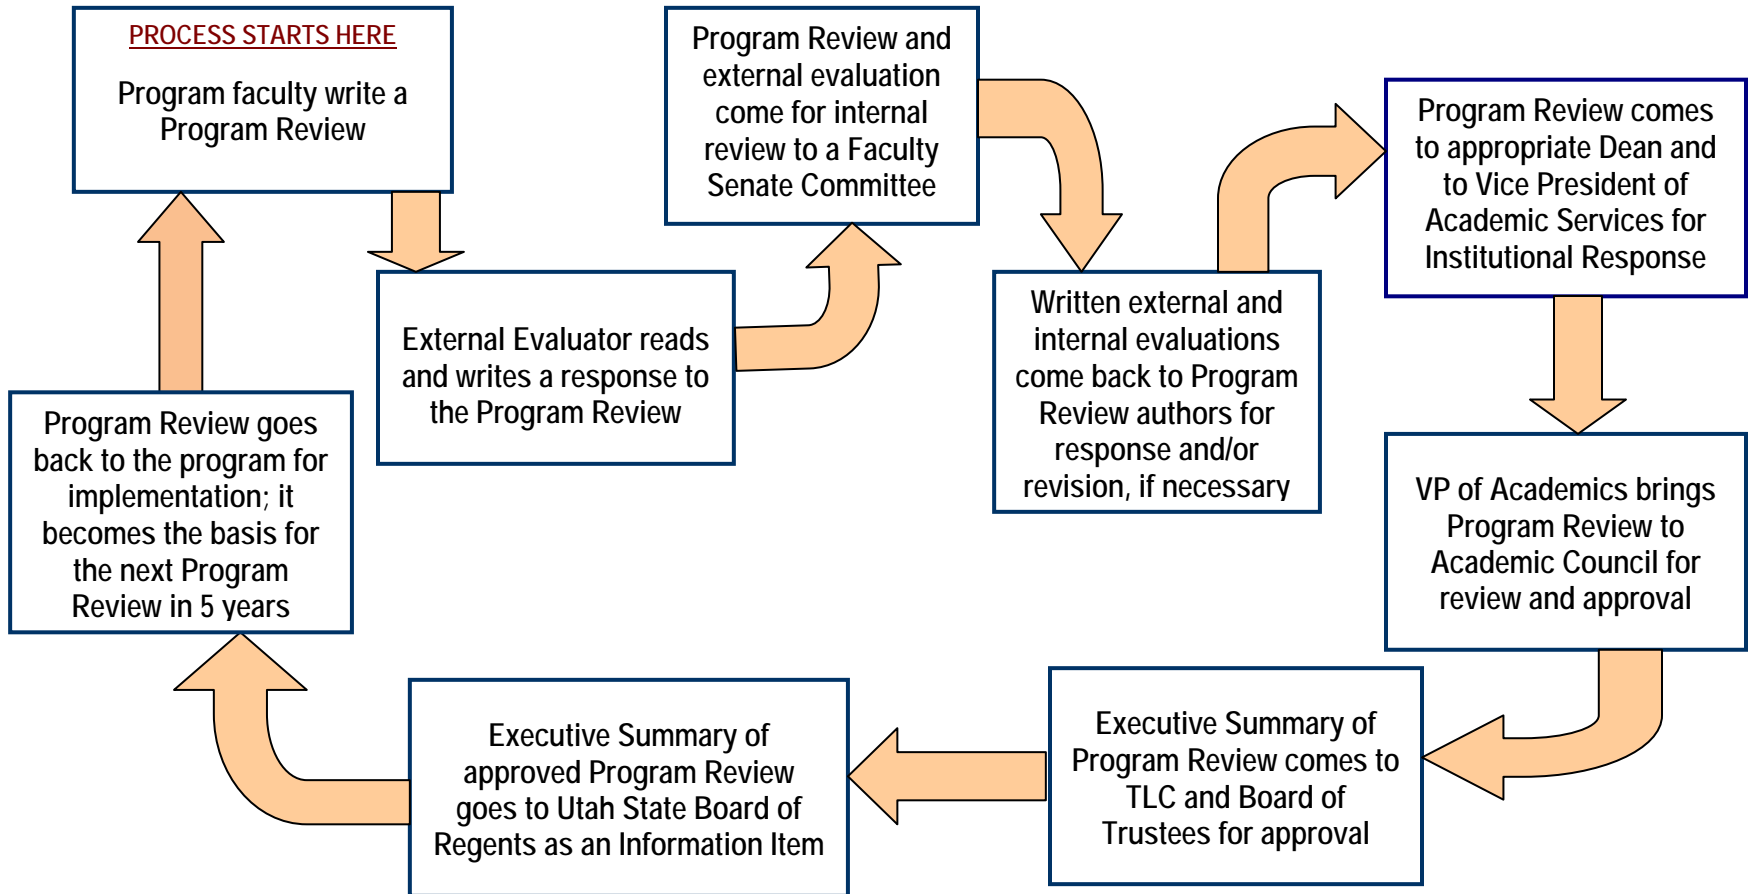 PROCESS STARTS HERE
Program faculty write a
Program Review
External Evaluator reads
and writes a response to
the Program Review
Program Review and
external evaluation
come for internal
review to a Faculty
Senate Committee
Written external and
internal evaluations
come back to Program
Review authors for
response and/or
revision, if necessary
Program Review comes
to appropriate Dean and
to Vice President of
Academic Services for
Institutional Response
VP of Academics brings
Program Review to
Academic Council for
review and approval
Executive Summary of
Program Review comes to
TLC and Board of
Trustees for approval
Executive Summary of
approved Program Review
goes to Utah State Board of
Regents as an Information Item
Program Review goes
back to the program for
implementation; it
becomes the basis for
the next Program
Review in 5 years